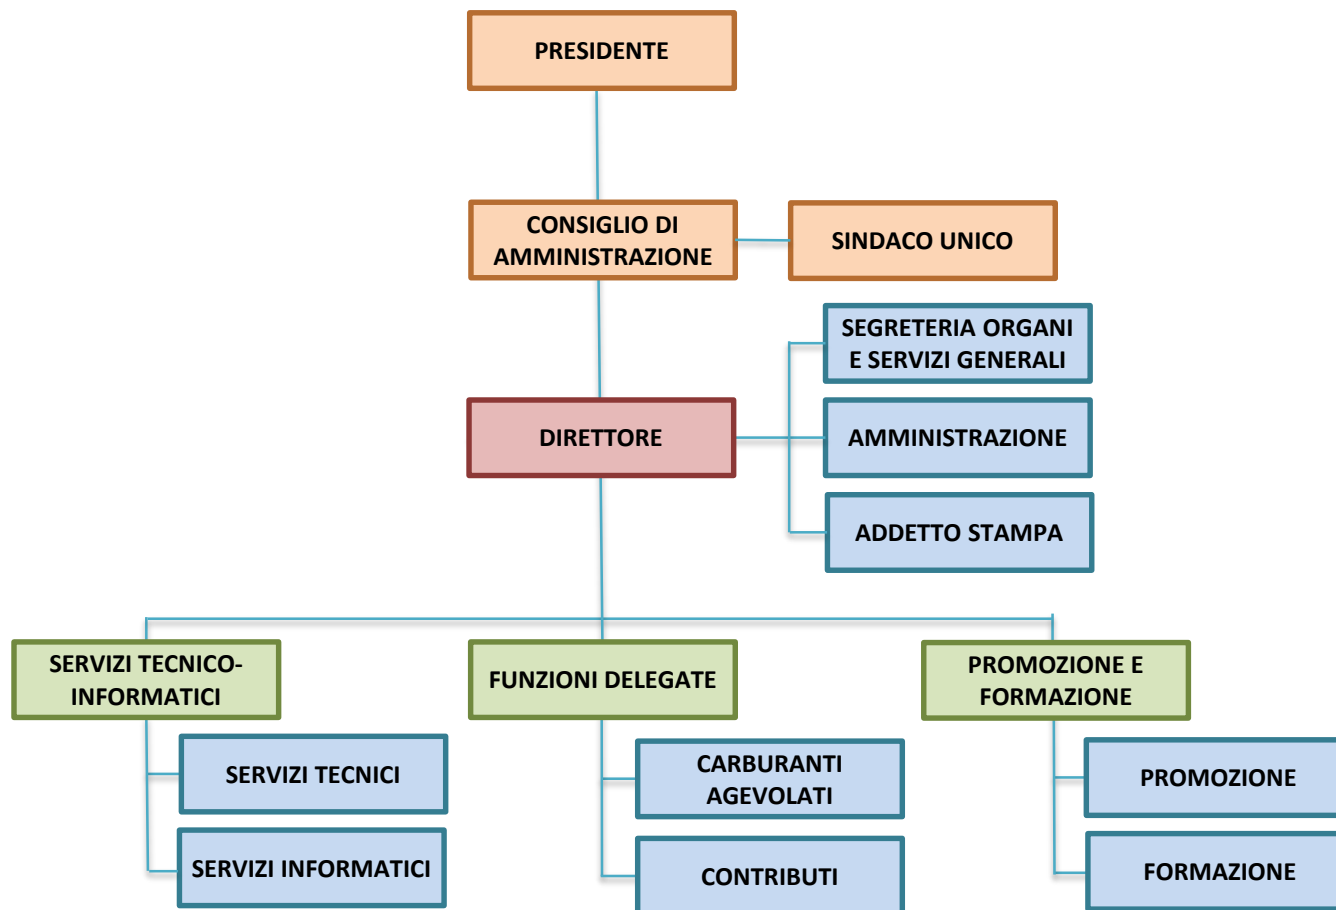 PRESIDENTE
CONSIGLIO DI
AMMINISTRAZIONE
SINDACO UNICO
SEGRETERIA ORGANI
E SERVIZI GENERALI
DIRETTORE
AMMINISTRAZIONE
ADDETTO STAMPA
SERVIZI TECNICO-
INFORMATICI
FUNZIONI DELEGATE
PROMOZIONE E
FORMAZIONE
SERVIZI TECNICI
CARBURANTI
AGEVOLATI
PROMOZIONE
SERVIZI INFORMATICI
CONTRIBUTI
FORMAZIONE